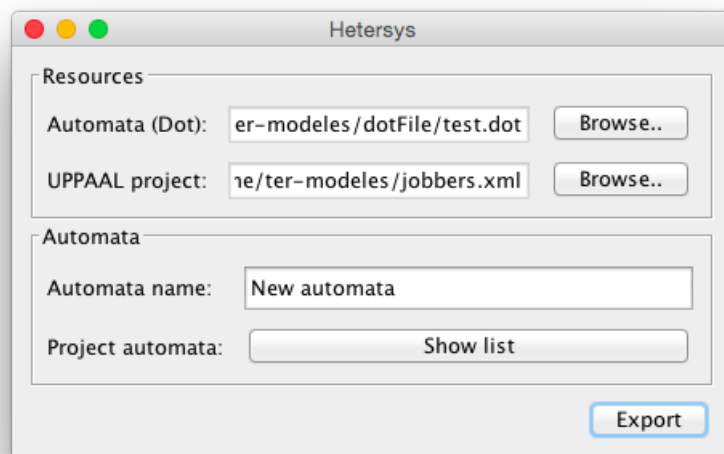 Hetersys
Resources
Automata (Dot): er-modeles/dotFile/test.dot Browse..
UPPAAL project: ne/ter-modeles/jobbers.xml Browse..
Automata
Automata name: New automata
Project automata: Show list
Export